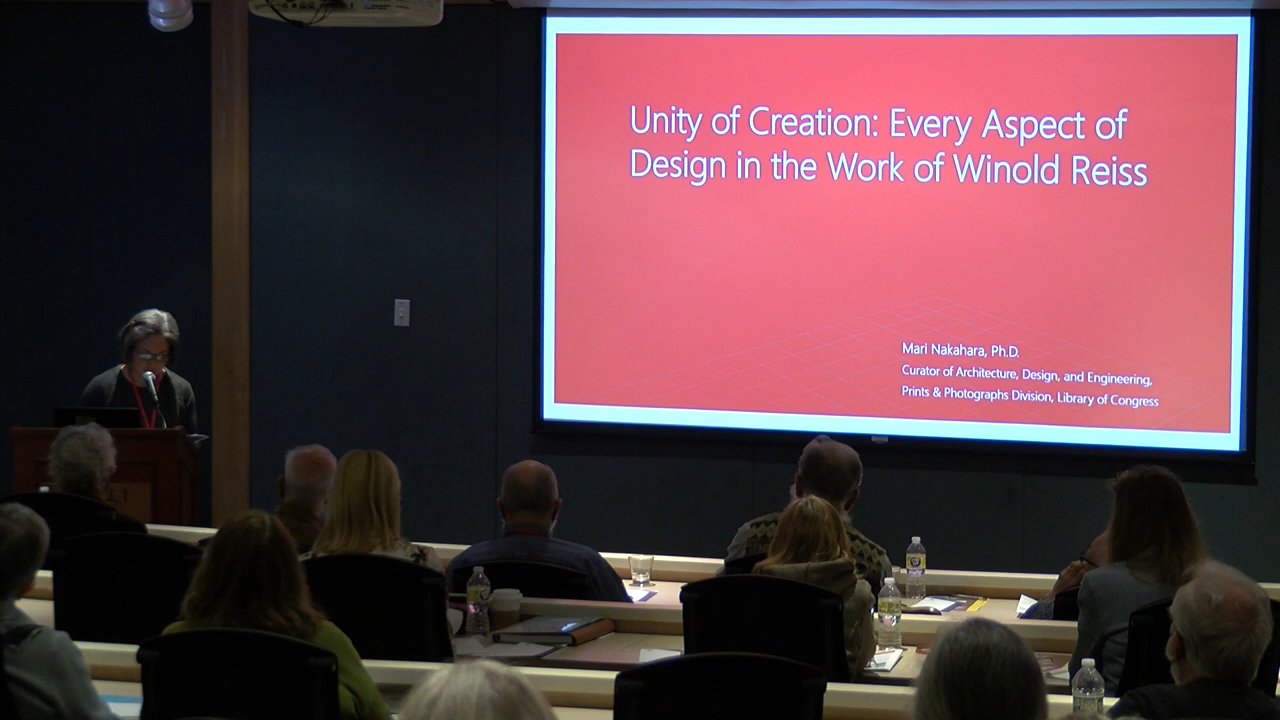 Unity of Creation: Every Aspect of
Design in the Work of Winold Reiss
Mari Nakahara, Ph.D.
Curator of Architecture, Design, and Engineering,
Prints & Photographs Division, Library of Congress